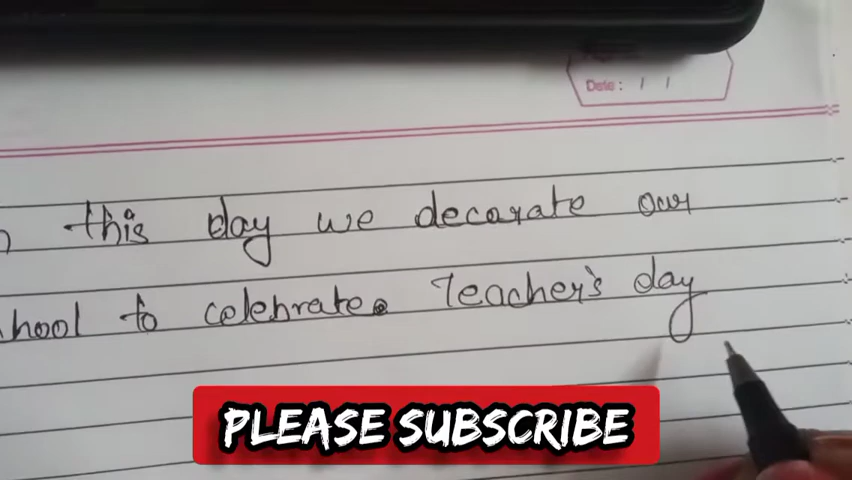 Date: / /
this day we decorate our
hool to celebrate. Teacher's day
PLEASE SUBSCRIBE